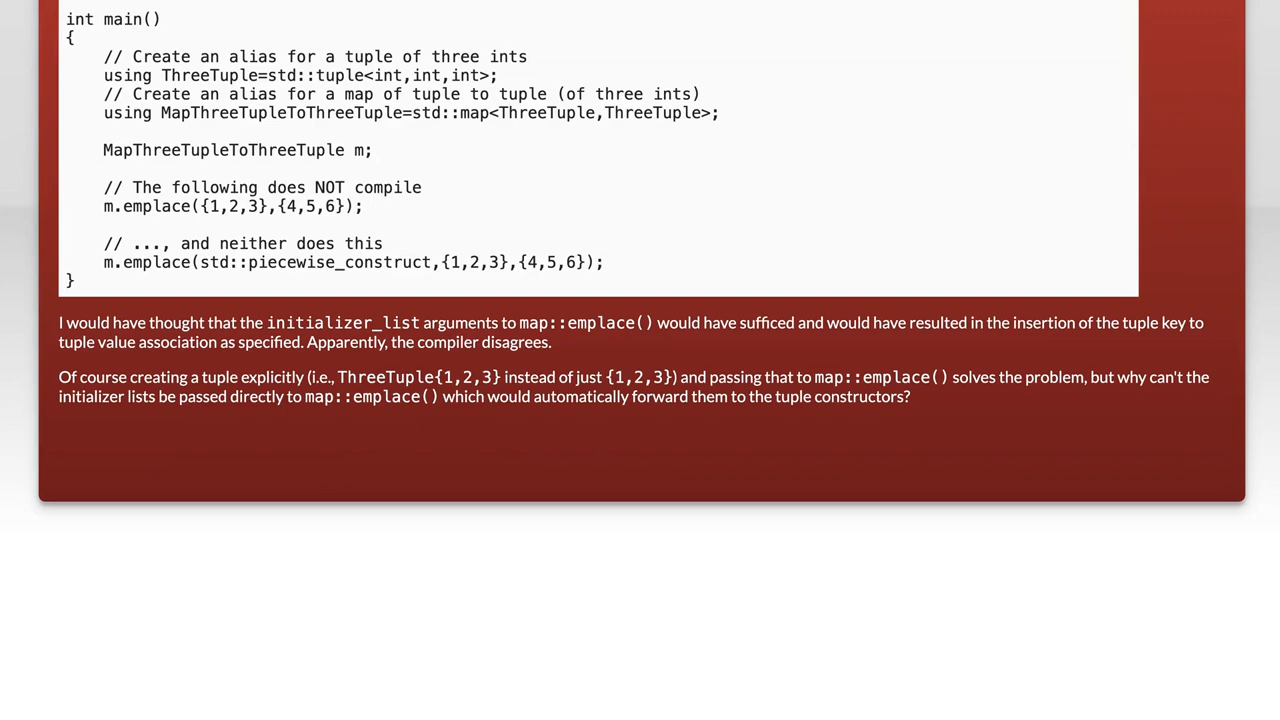 int main()
{
    // Create an alias for a tuple of three ints
    using ThreeTuple=std::tuple<int,int,int>;
    // Create an alias for a map of tuple to tuple (of three ints)
    using MapThreeTupleToThreeTuple=std::map<ThreeTuple,ThreeTuple>;
    MapThreeTupleToThreeTuple m;
    // The following does NOT compile
    m.emplace({1,2,3},{4,5,6});
    // ..., and neither does this
    m.emplace(std::piecewise_construct,{1,2,3},{4,5,6});
}
I would have thought that the initializer_list arguments to map::emplace() would have sufficed and would have resulted in the insertion of the tuple key to
tuple value association as specified. Apparently, the compiler disagrees.
Of course creating a tuple explicitly (i.e., ThreeTuple{1,2,3} instead of just {1,2,3}) and passing that to map::emplace() solves the problem, but why can't the
initializer lists be passed directly to map::emplace() which would automatically forward them to the tuple constructors?